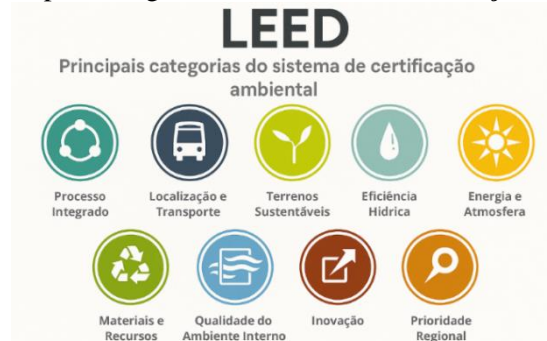 LEED
Principais categorias do sistema de certificação
ambiental
Processo
Integrado
Localização e
Transporte
Terrenos
Sustentáveis
Eficiência
Hidrica
Energia e
Atmosfera
Materiais e
Recursos
Qualidade do
Ambiente Interno
Inovação
Prioridade
Regional